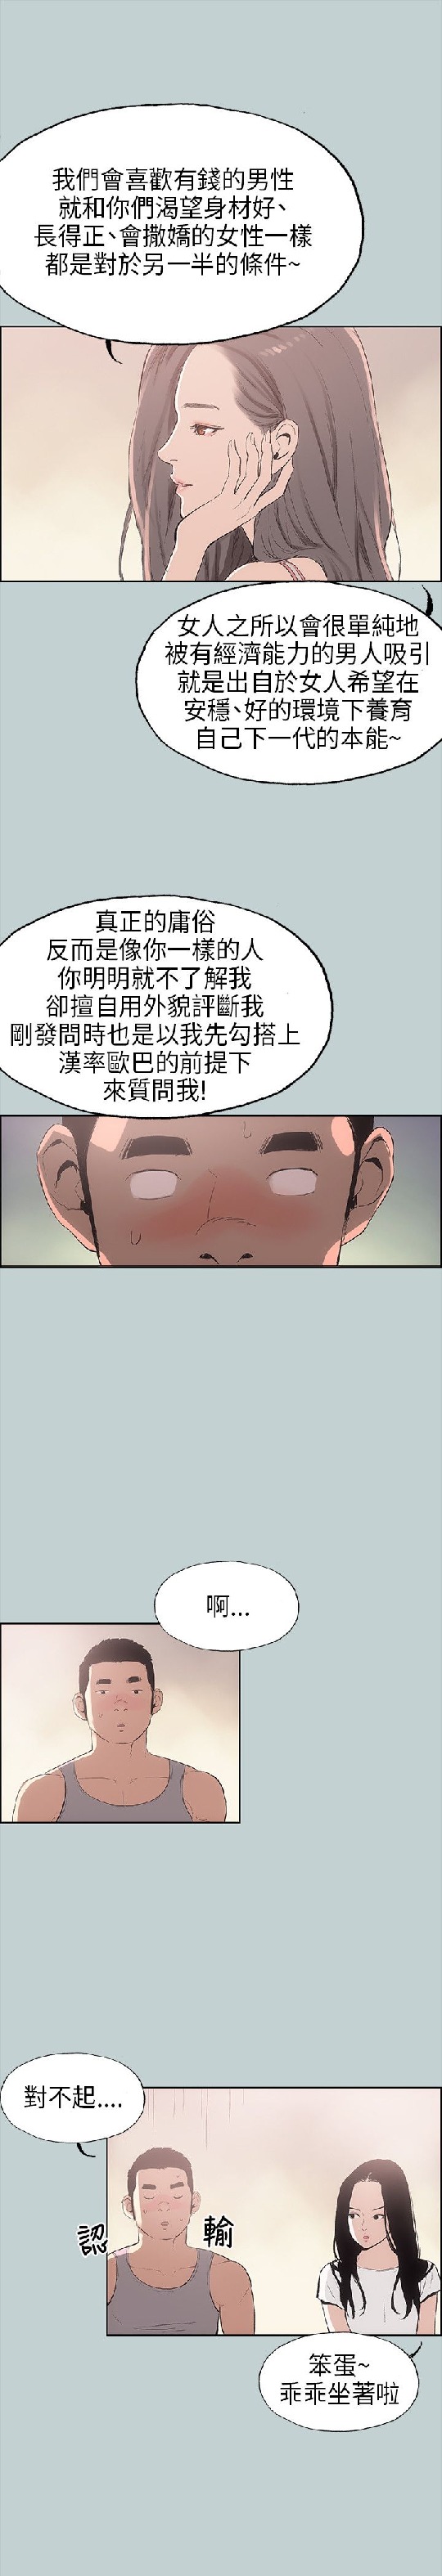 我們會喜歡有錢的男性
就和你們渴望身材好、
長得正、會撒嬌的女性一樣
都是對於另一半的條件~
女人之所以會很單純地
被有經濟能力的男人吸引
就是出自於女人希望在
安穩、好的環境下養育
自己下一代的本能~
真正的庸俗
反而是像你一樣的人
你明明就不了解我
卻擅自用外貌評斷我
剛發問時也是以我先勾搭上
漢率歐巴的前提下
來質問我!
啊...
對不起....
認 輸
笨蛋~
乖乖坐著啦